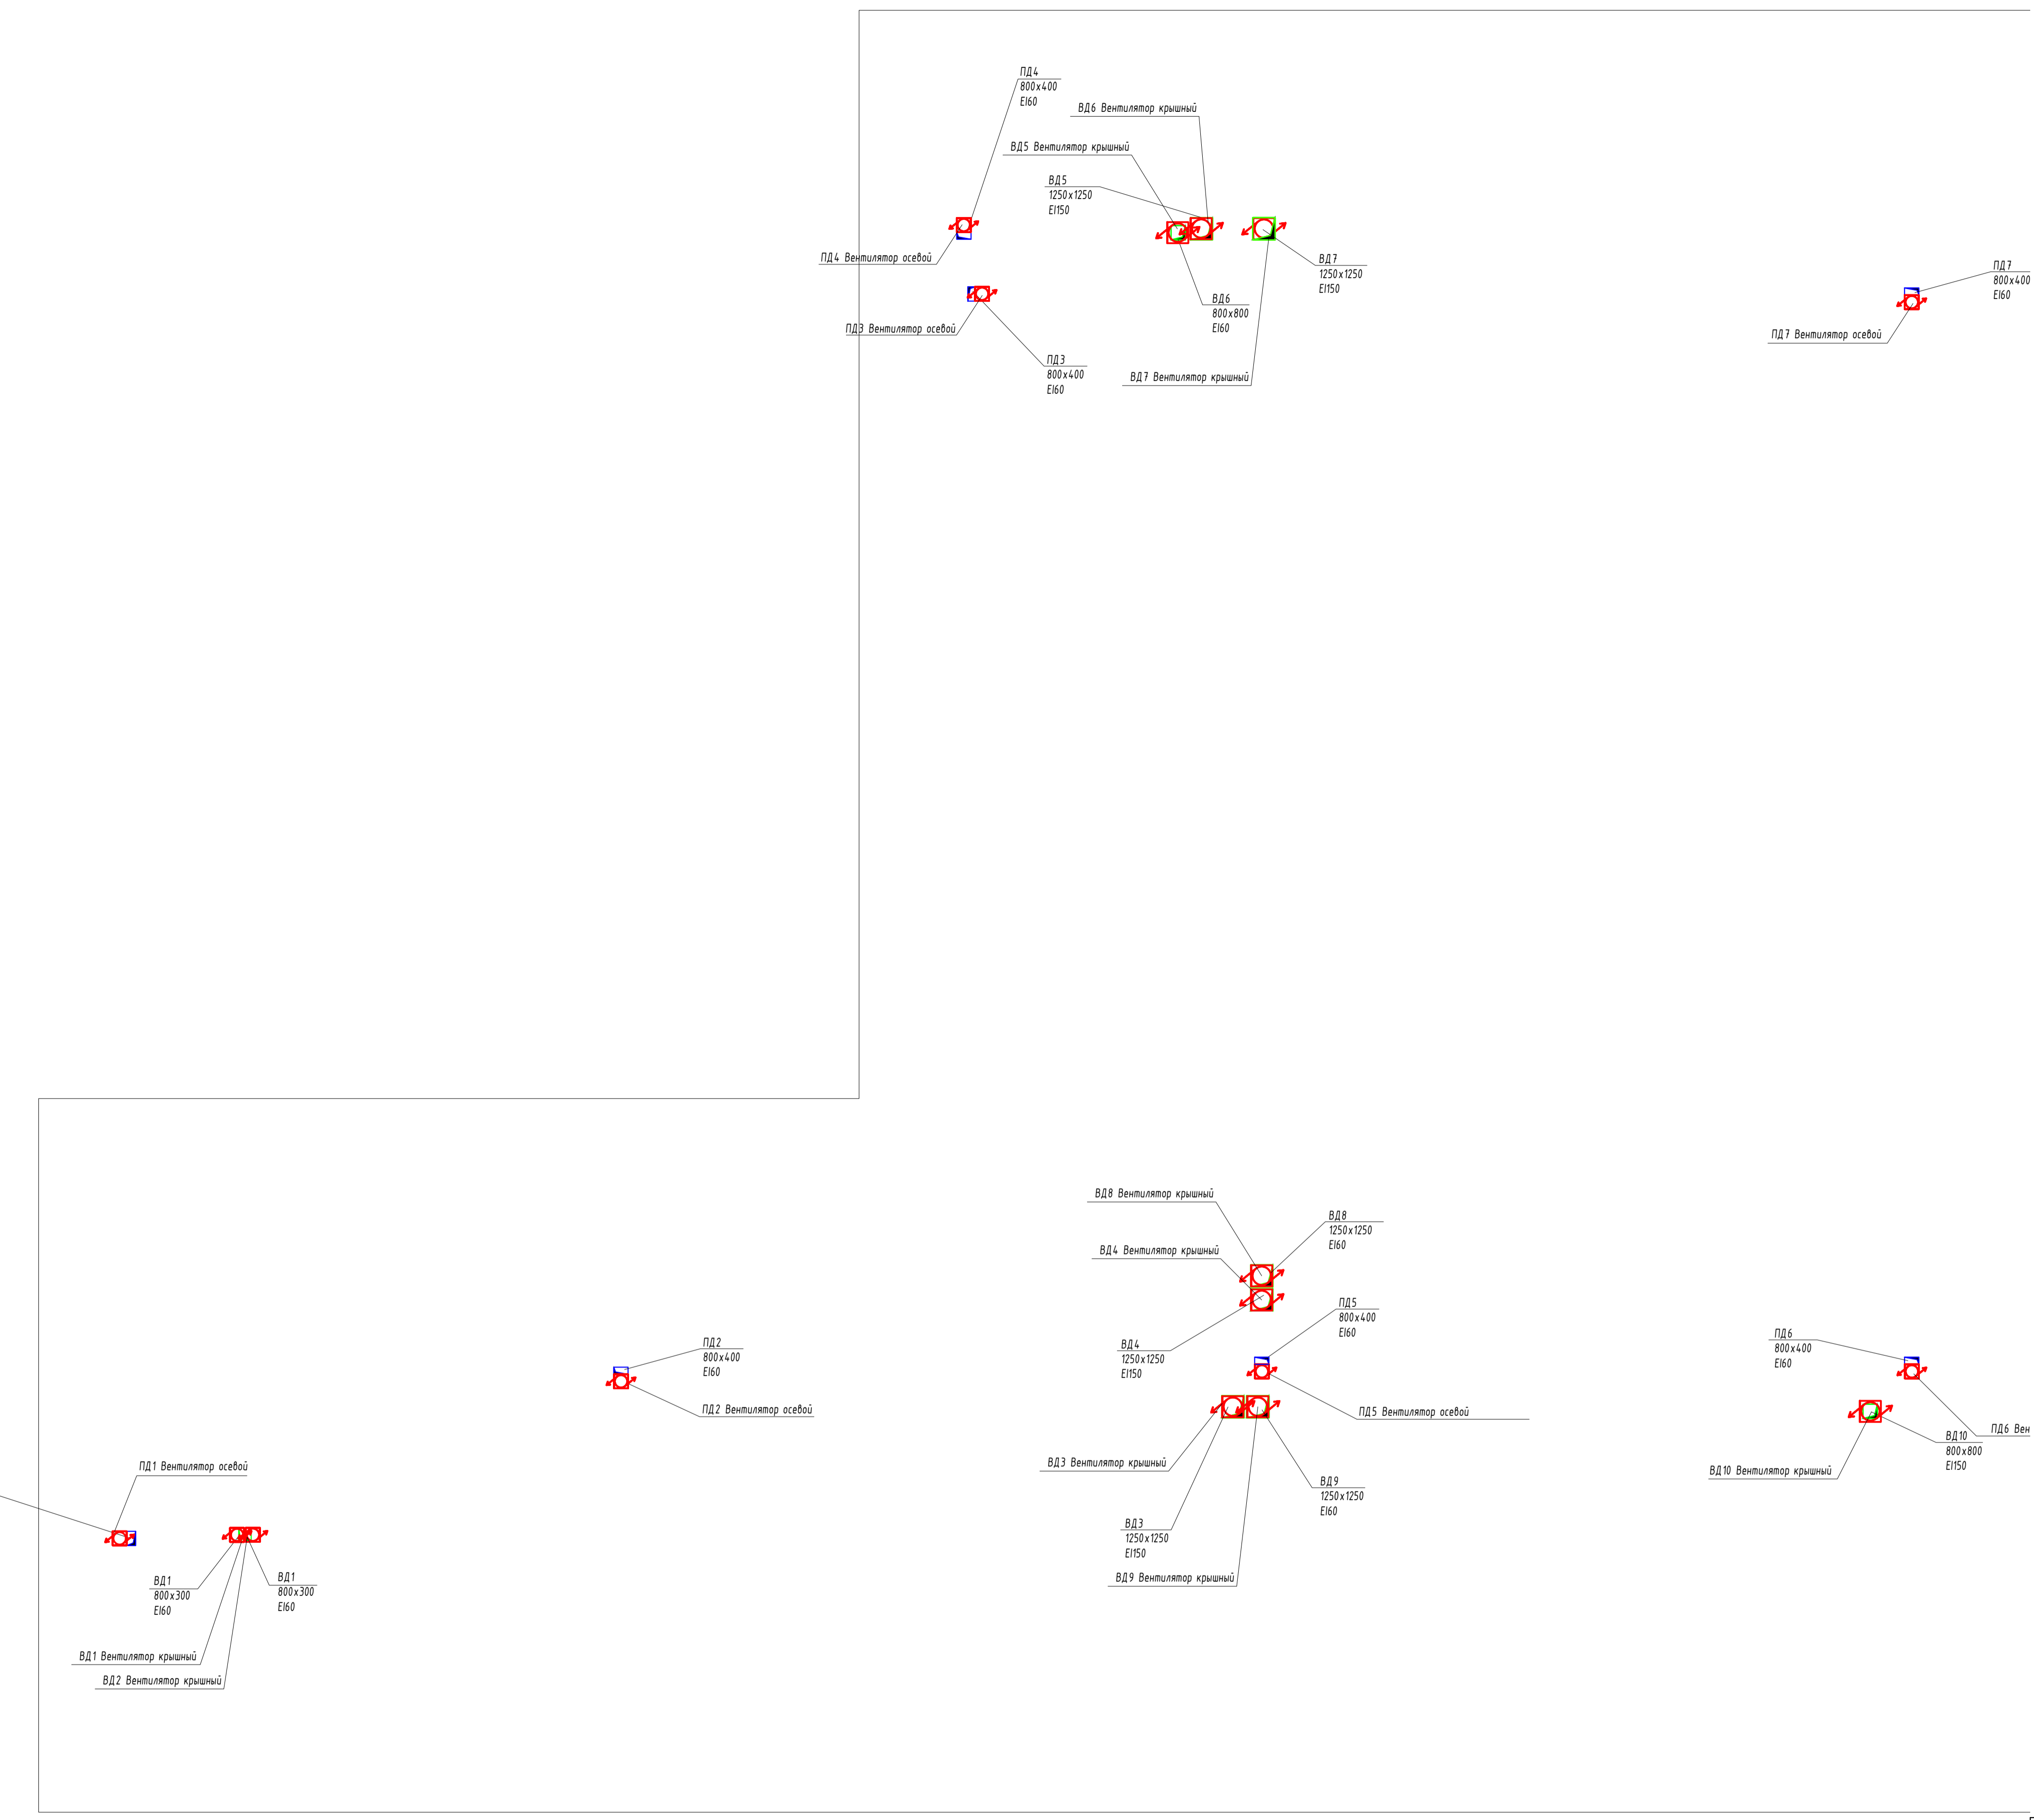 ПД4
800х400
EI60
ВД6 Вентилятор крышный
ВД5 Вентилятор крышный
ВД5
1250х1250
EI150
ПД4 Вентилятор осевой
ВД7
1250х1250
EI150
ПД7
800х400
EI60
ВД6
800х800
EI60
ПД3 Вентилятор осевой
ПД7 Вентилятор осевой
ПД3
800х400
EI60
ВД7 Вентилятор крышный
ВД8 Вентилятор крышный
ВД8
1250х1250
EI60
ВД4 Вентилятор крышный
ПД5
800х400
EI60
ВД4
1250х1250
EI150
ПД2
800х400
EI60
ПД6
800х400
EI60
ПД2 Вентилятор осевой
ПД5 Вентилятор осевой
ПД6 Вен
ВД10
800х800
EI150
ПД1 Вентилятор осевой
ВД3 Вентилятор крышный
ВД10 Вентилятор крышный
ВД9
1250х1250
EI60
ВД3
1250х1250
EI150
ВД1
800х300
EI60
ВД1
800х300
EI60
ВД9 Вентилятор крышный
ВД1 Вентилятор крышный
ВД2 Вентилятор крышный